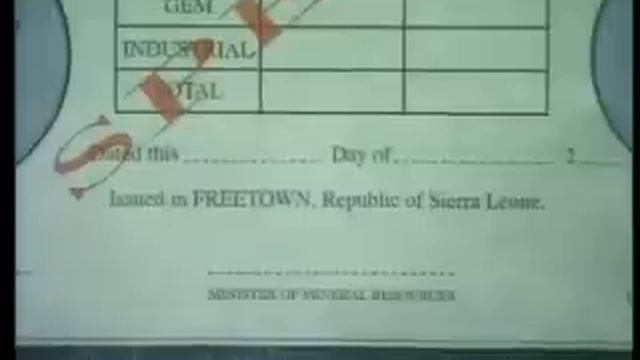 GEM
INDUSTRIAL
TOTAL
Dated this .................... Day of ........................ 2......
Issued in FREETOWN, Republic of Sierra Leone.
MINISTER OF MINERAL RESOURCES